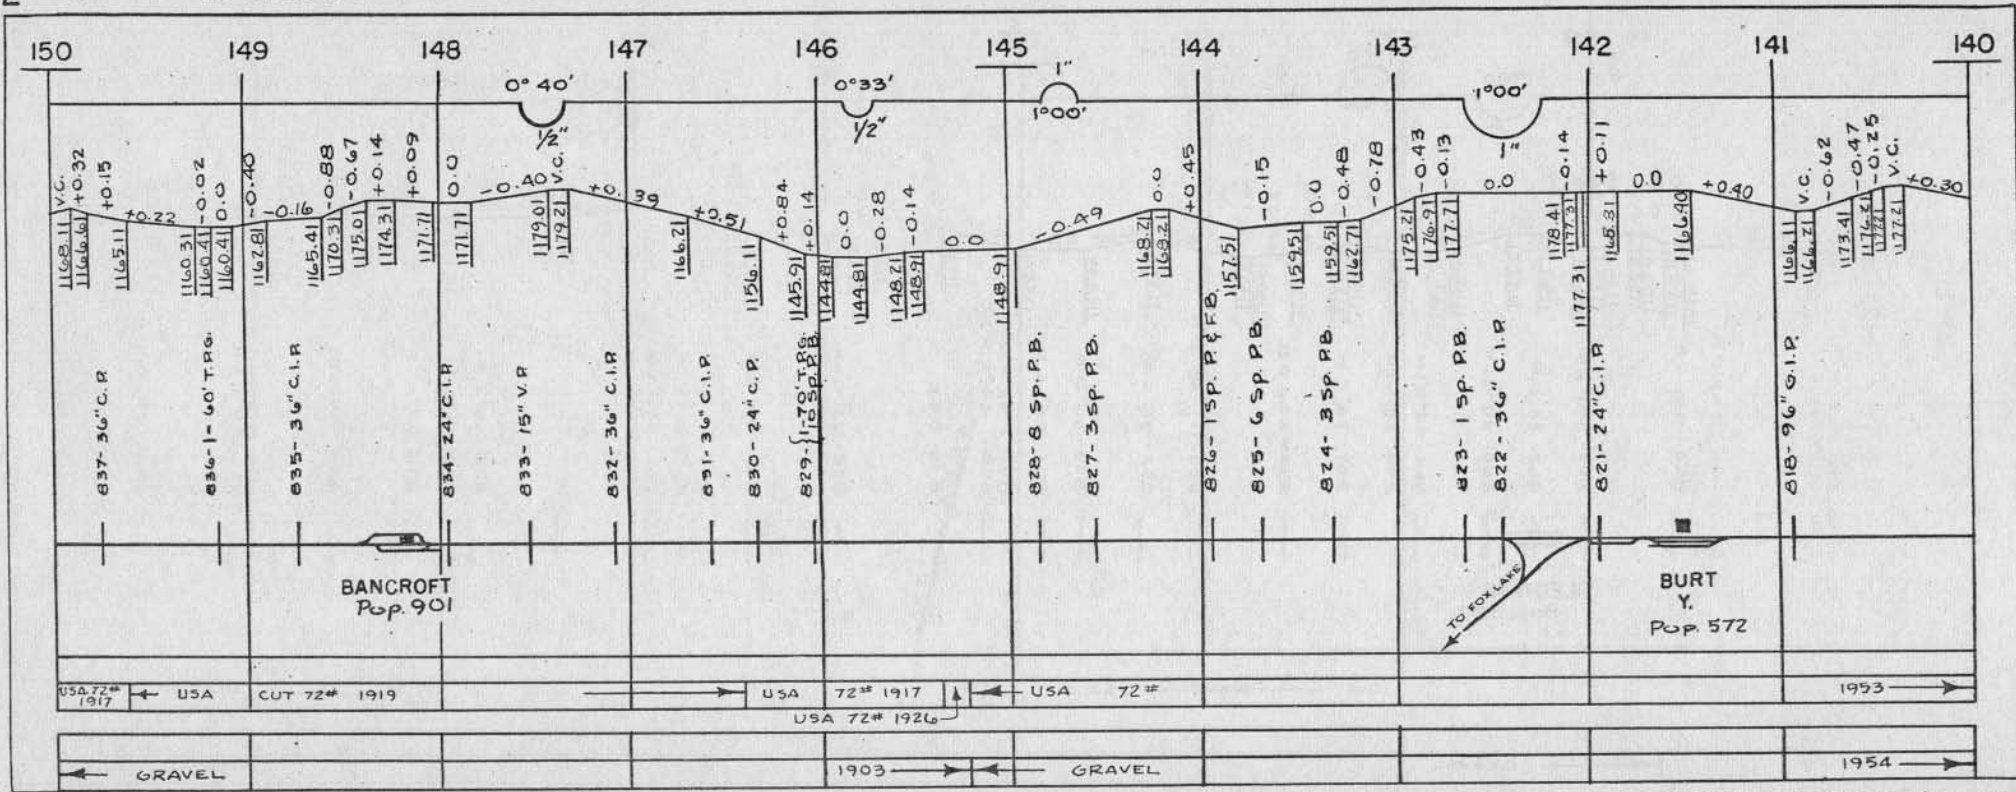 150 149 148 147 146 145 144 143 142 141 140
0° 40' 0° 33' 1" 1°00'
1/2" 1/2" 1°00' 1"
V.C.
+0.32
+0.15
+0.22
-0.02
0.0
-0.40
-0.16
-0.88
-0.67
+0.14
+0.09
0.0
-0.40
V.C.
+0.39
+0.51
+0.84
+0.14
0.0
-0.28
-0.14
0.0
-0.49
0.0
+0.45
-0.15
0.0
-0.48
-0.78
-0.43
-0.13
0.0
-0.14
+0.11
0.0
+0.40
V.C.
-0.62
-0.47
-0.25
V.C.
+0.30
1168.11
1166.61
1165.11
1160.31
1160.41
1160.41
1162.81
1165.41
1170.31
1175.01
1174.31
1171.71
1171.71
1179.01
1179.21
1166.21
1156.11
1145.91
1144.81
1144.81
1148.21
1148.91
1148.91
1168.21
1168.21
1157.51
1159.51
1159.51
1162.71
1175.21
1176.91
1177.71
1178.41
1177.31
1177.31
1165.81
1166.40
1166.11
1166.21
1173.41
1176.21
1177.21
837-36" C.P.
836-1-60' T.P.G.
835-36" C.I.P.
834-24" C.I.P.
833-15" V.P.
832-36" C.I.P.
831-36" C.I.P.
830-24" C.P.
829-{1-70' T.P.G.
{10 SP. P.B.
828-8 Sp. P.B.
827-3 Sp. P.B.
826-1 Sp. P. & F.B.
825-6 Sp. P.B.
824-3 Sp. P.B.
823-1 Sp. P.B.
822-36" C.I.P.
821-24" C.I.P.
818-96" G.I.P.
BANCROFT
Pop. 901
TO FOX LAKE
BURT
Y.
Pop. 572
USA 72#
1917
USA CUT 72# 1919
USA 72# 1917
USA 72# 1926
USA 72#
1953
GRAVEL
1903
GRAVEL
1954